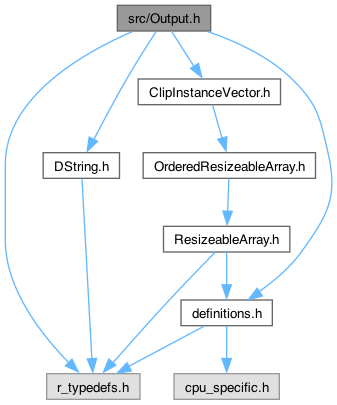 src/Output.h
ClipInstanceVector.h
DString.h
OrderedResizeableArray.h
ResizeableArray.h
definitions.h
r_typedefs.h
cpu_specific.h